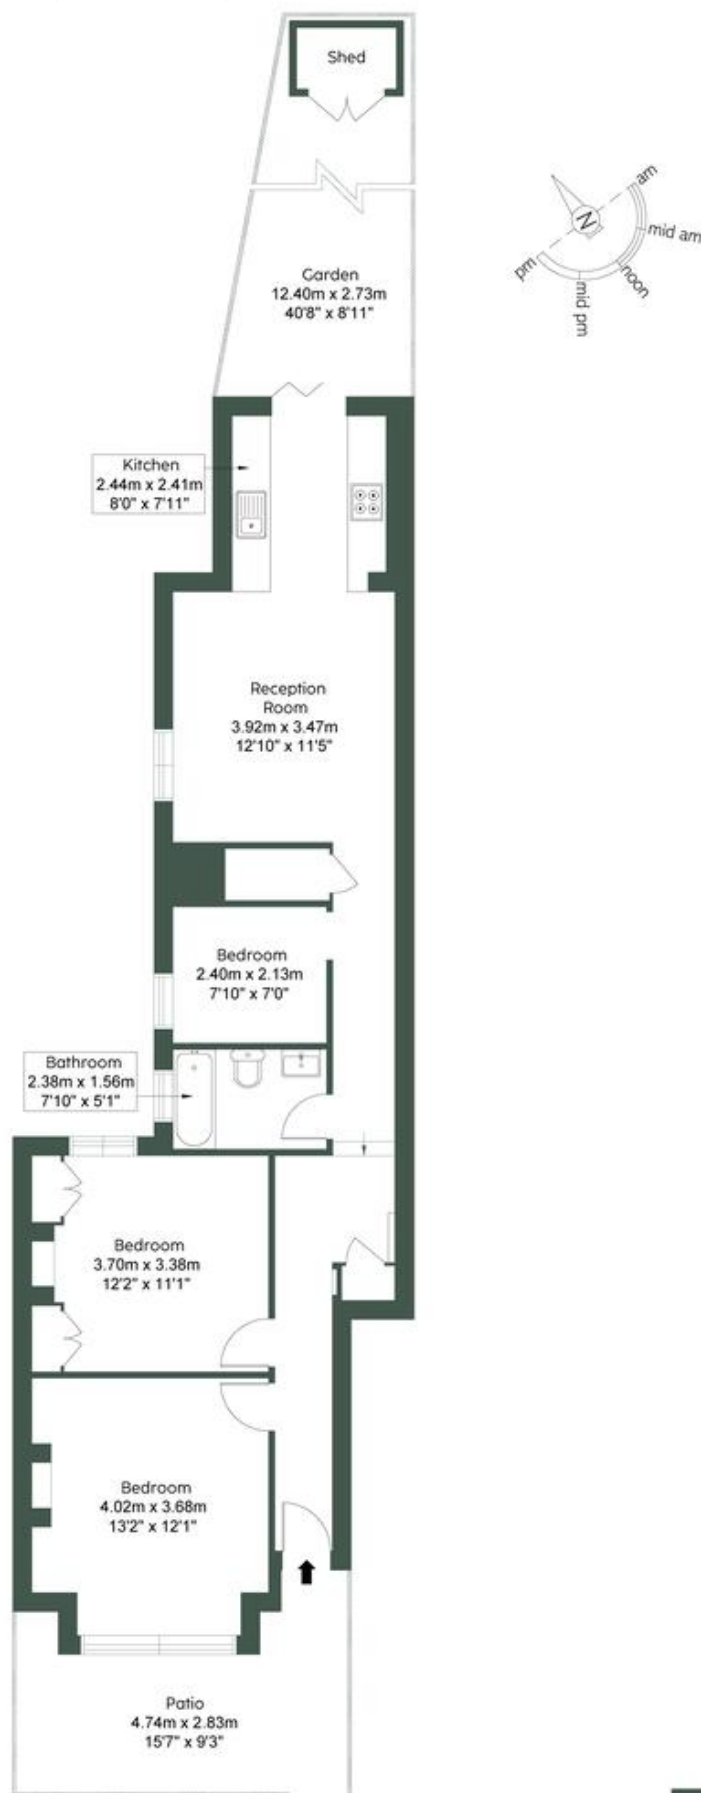 Shed
am
N
mid am
noon
mid pm
pm
Garden
12.40m x 2.73m
40'8" x 8'11"
Kitchen
2.44m x 2.41m
8'0" x 7'11"
Reception
Room
3.92m x 3.47m
12'10" x 11'5"
Bedroom
2.40m x 2.13m
7'10" x 7'0"
Bathroom
2.38m x 1.56m
7'10" x 5'1"
Bedroom
3.70m x 3.38m
12'2" x 11'1"
Bedroom
4.02m x 3.68m
13'2" x 12'1"
Patio
4.74m x 2.83m
15'7" x 9'3"